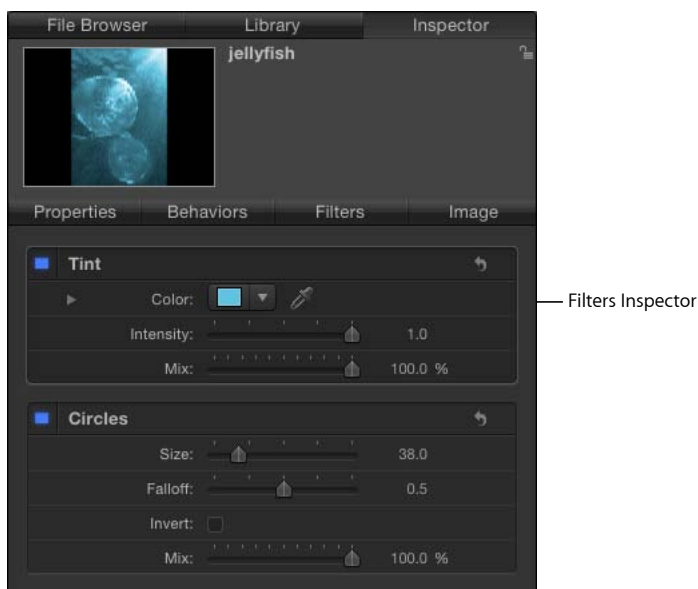 File Browser Library Inspector
jellyfish
Properties Behaviors Filters Image
Tint
Color:
Intensity: 1.0
Mix: 100.0 %
Filters Inspector
Circles
Size: 38.0
Falloff: 0.5
Invert:
Mix: 100.0 %